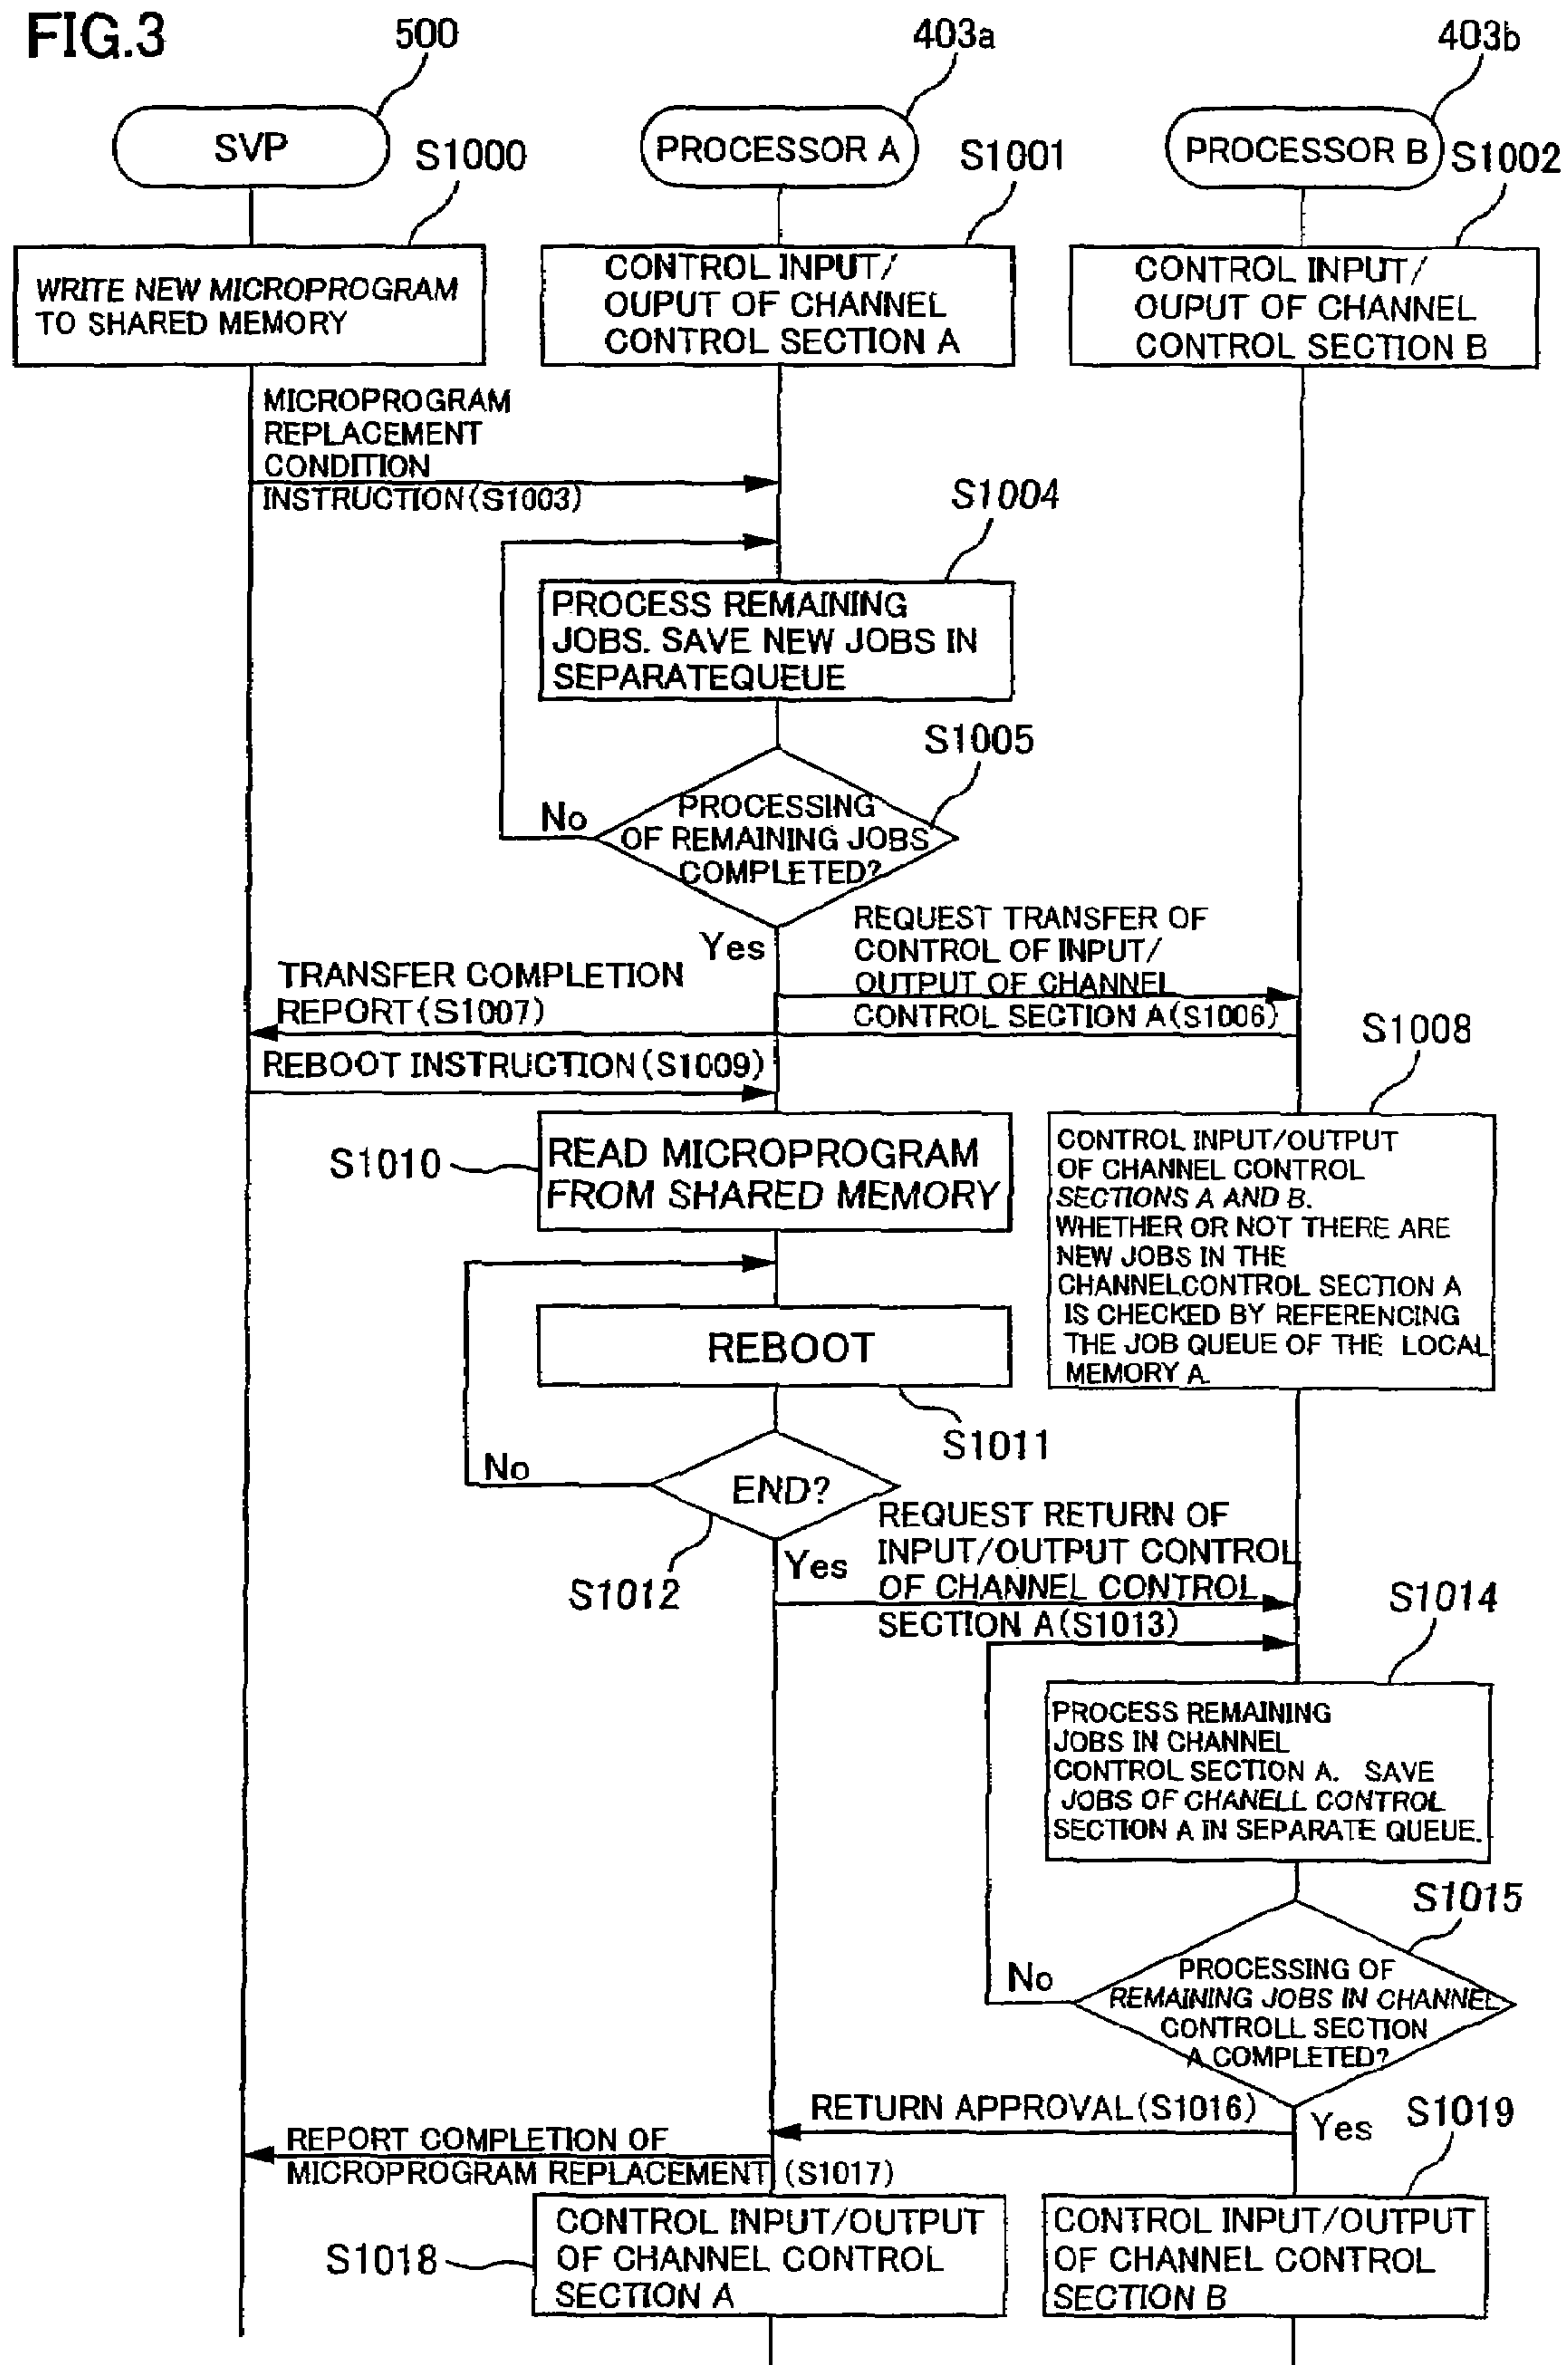 FIG.3
500
403a
403b
SVP
PROCESSOR A
PROCESSOR B
S1000
S1001
S1002
WRITE NEW MICROPROGRAM
TO SHARED MEMORY
CONTROL INPUT/
OUPUT OF CHANNEL
CONTROL SECTION A
CONTROL INPUT/
OUPUT OF CHANNEL
CONTROL SECTION B
MICROPROGRAM
REPLACEMENT
CONDITION
INSTRUCTION(S1003)
S1004
PROCESS REMAINING
JOBS. SAVE NEW JOBS IN
SEPARATEQUEUE
S1005
PROCESSING
OF REMAINING JOBS
COMPLETED?
No
Yes
REQUEST TRANSFER OF
CONTROL OF INPUT/
OUTPUT OF CHANNEL
CONTROL SECTION A(S1006)
TRANSFER COMPLETION
REPORT(S1007)
S1008
REBOOT INSTRUCTION(S1009)
S1010
READ MICROPROGRAM
FROM SHARED MEMORY
CONTROL INPUT/OUTPUT
OF CHANNEL CONTROL
SECTIONS A AND B.
WHETHER OR NOT THERE ARE
NEW JOBS IN THE
CHANNELCONTROL SECTION A
IS CHECKED BY REFERENCING
THE JOB QUEUE OF THE LOCAL
MEMORY A.
REBOOT
S1011
No
END?
S1012
Yes
REQUEST RETURN OF
INPUT/OUTPUT CONTROL
OF CHANNEL CONTROL
SECTION A(S1013)
S1014
PROCESS REMAINING
JOBS IN CHANNEL
CONTROL SECTION A. SAVE
JOBS OF CHANELL CONTROL
SECTION A IN SEPARATE QUEUE.
S1015
No
PROCESSING OF
REMAINING JOBS IN CHANNEL
CONTROLL SECTION
A COMPLETED?
RETURN APPROVAL(S1016)
Yes
S1019
REPORT COMPLETION OF
MICROPROGRAM REPLACEMENT (S1017)
S1018
CONTROL INPUT/OUTPUT
OF CHANNEL CONTROL
SECTION A
CONTROL INPUT/OUTPUT
OF CHANNEL CONTROL
SECTION B